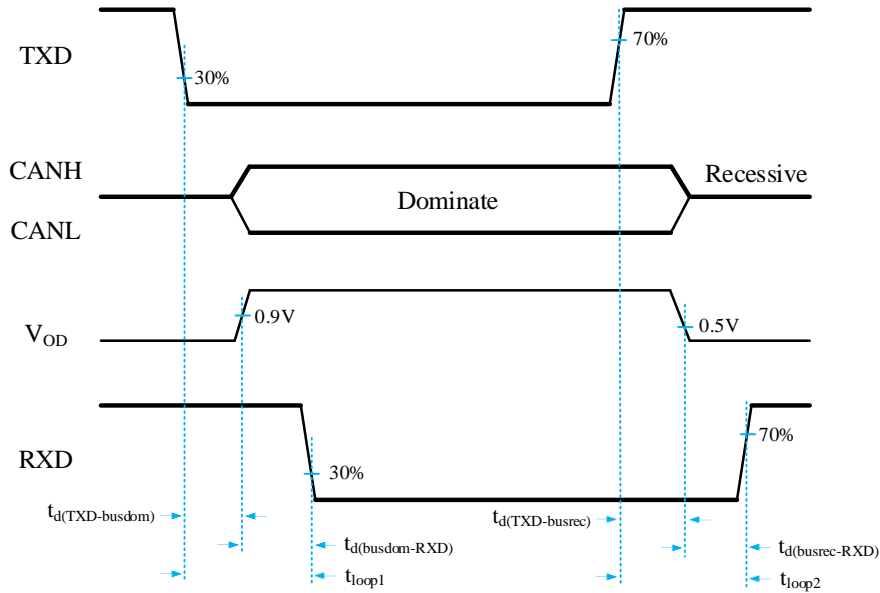 TXD
30%
70%
CANH
CANL
Dominate
Recessive
V_OD
0.9V
0.5V
RXD
30%
70%
t_d(TXD-busdom)
t_d(TXD-busrec)
t_d(busdom-RXD)
t_d(busrec-RXD)
t_loop1
t_loop2